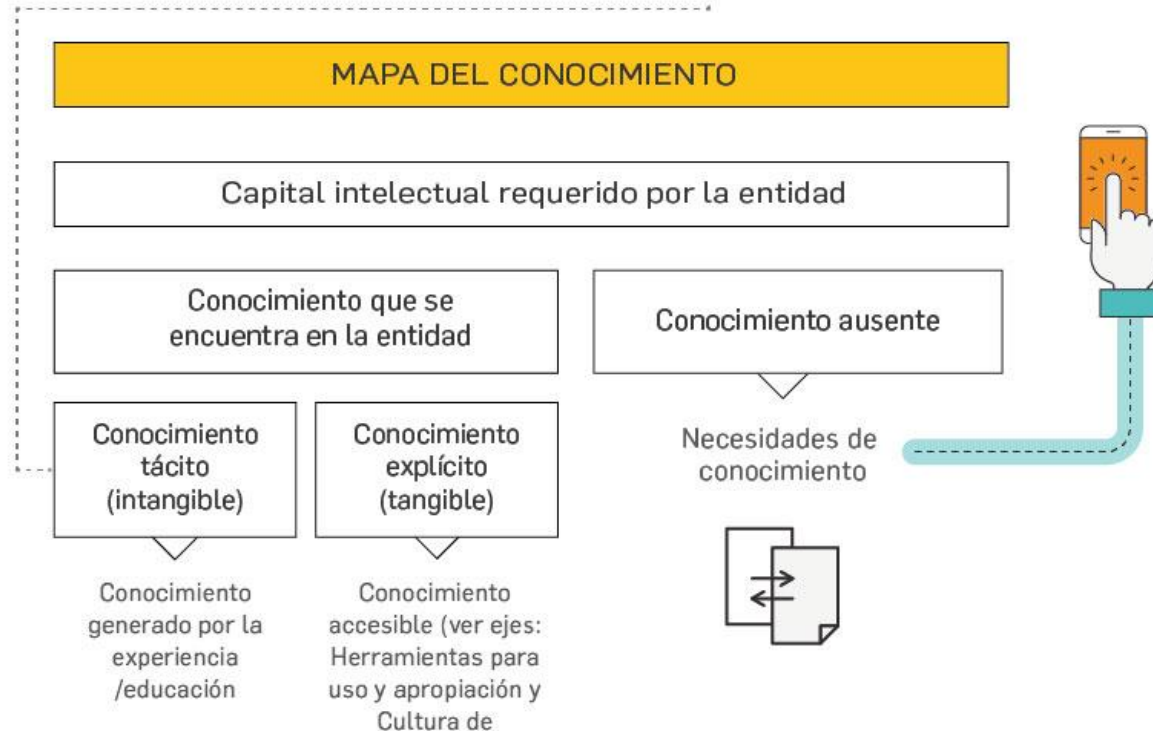 MAPA DEL CONOCIMIENTO
Capital intelectual requerido por la entidad
Conocimiento que se
encuentra en la entidad
Conocimiento ausente
Conocimiento
tácito
(intangible)
Conocimiento
explícito
(tangible)
Necesidades de
conocimiento
Conocimiento
generado por la
experiencia
/educación
Conocimiento
accesible (ver ejes:
Herramientas para
uso y apropiación y
Cultura de